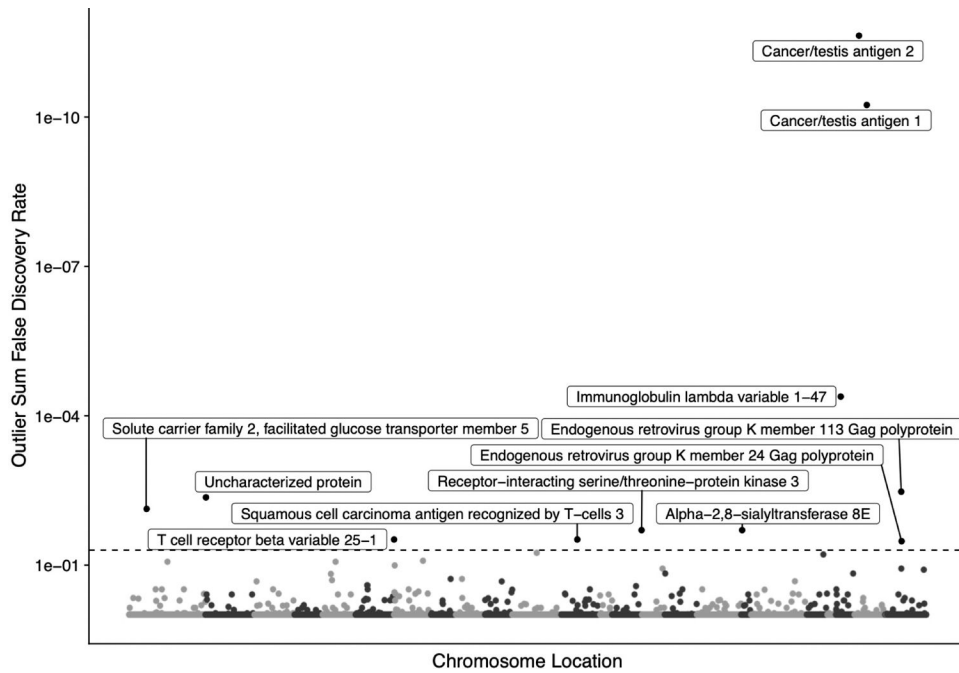 Cancer/testis antigen 2
1e−10
Cancer/testis antigen 1
Outlier Sum False Discovery Rate
1e−07
Immunoglobulin lambda variable 1−47
1e−04
Solute carrier family 2, facilitated glucose transporter member 5
Endogenous retrovirus group K member 113 Gag polyprotein
Endogenous retrovirus group K member 24 Gag polyprotein
Uncharacterized protein
Receptor−interacting serine/threonine−protein kinase 3
Squamous cell carcinoma antigen recognized by T−cells 3
Alpha−2,8−sialyltransferase 8E
T cell receptor beta variable 25−1
1e−01
Chromosome Location